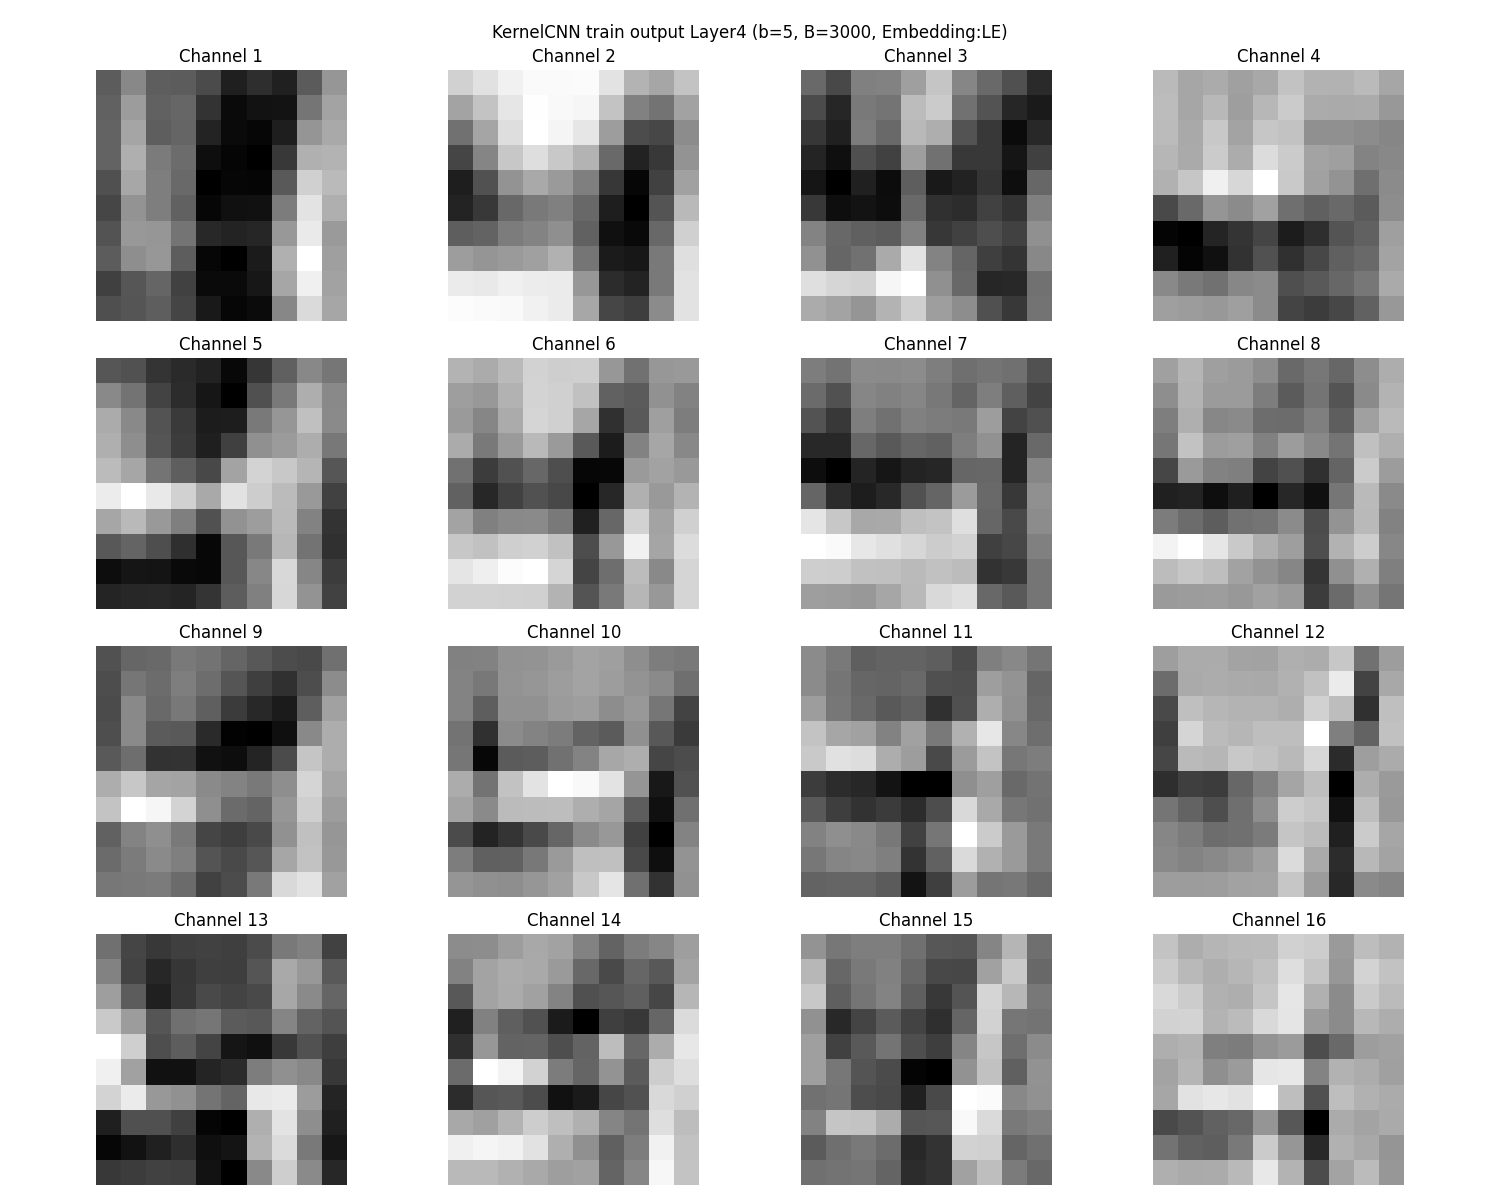 KernelCNN train output Layer4 (b=5, B=3000, Embedding:LE)
Channel 1 Channel 2 Channel 3 Channel 4
Channel 5 Channel 6 Channel 7 Channel 8
Channel 9 Channel 10 Channel 11 Channel 12
Channel 13 Channel 14 Channel 15 Channel 16